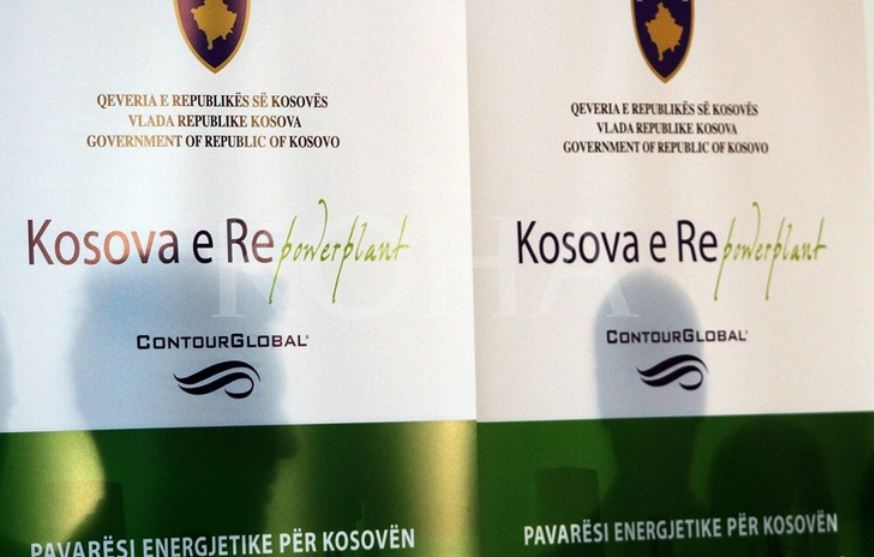 QEVERIA E REPUBLIKËS SË KOSOVËS
VLADA REPUBLIKE KOSOVA
GOVERNMENT OF REPUBLIC OF KOSOVO
Kosova e Re powerplant
CONTOURGLOBAL
PAVARËSI ENERGJETIKE PËR KOSOVËN
QEVERIA E REPUBLIKËS SË KOSOVËS
VLADA REPUBLIKE KOSOVA
GOVERNMENT OF REPUBLIC OF KOSOVO
Kosova e Re powerplant
CONTOURGLOBAL
PAVARËSI ENERGJETIKE PËR KOSOVËN
KOHA